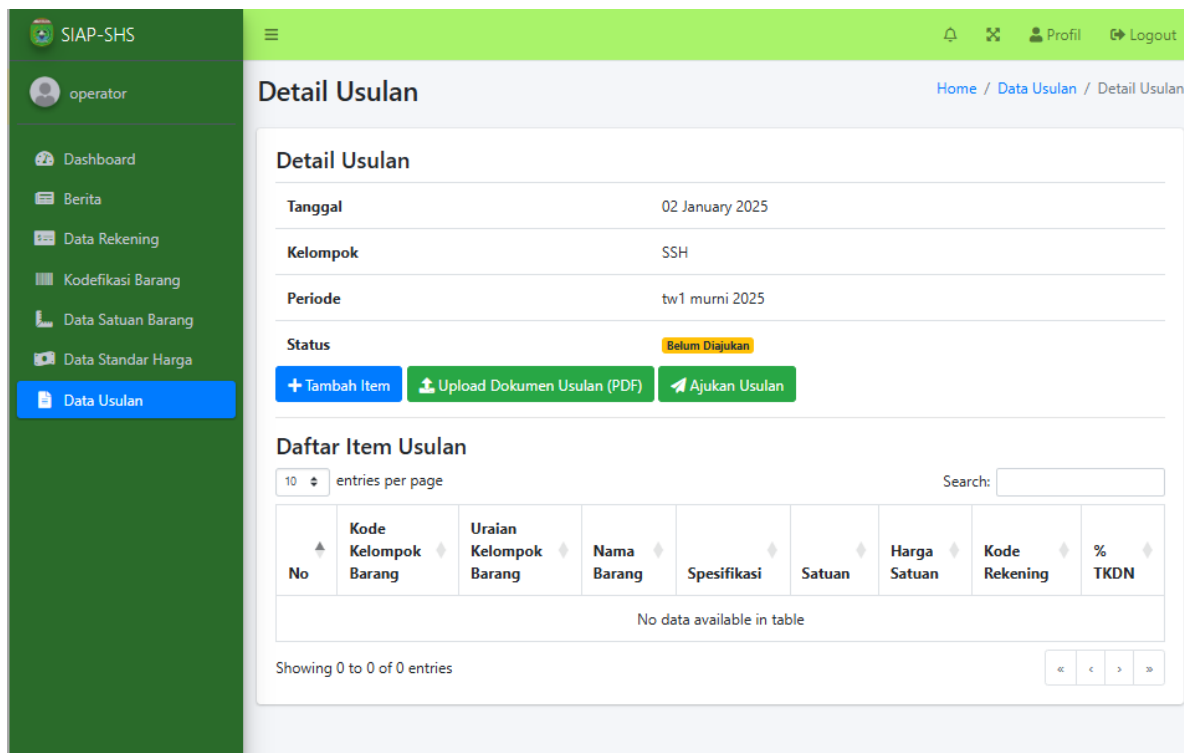 SIAP-SHS
Profil
Logout
operator
Detail Usulan
Home / Data Usulan / Detail Usulan
Dashboard
Berita
Data Rekening
Kodefikasi Barang
Data Satuan Barang
Data Standar Harga
Data Usulan
Detail Usulan
Tanggal 02 January 2025
Kelompok SSH
Periode tw1 murni 2025
Status Belum Diajukan
Tambah Item
Upload Dokumen Usulan (PDF)
Ajukan Usulan
Daftar Item Usulan
10 entries per page
Search:
No
Kode
Kelompok
Barang
Uraian
Kelompok
Barang
Nama
Barang
Spesifikasi
Satuan
Harga
Satuan
Kode
Rekening
%
TKDN
No data available in table
Showing 0 to 0 of 0 entries
« ‹ › »